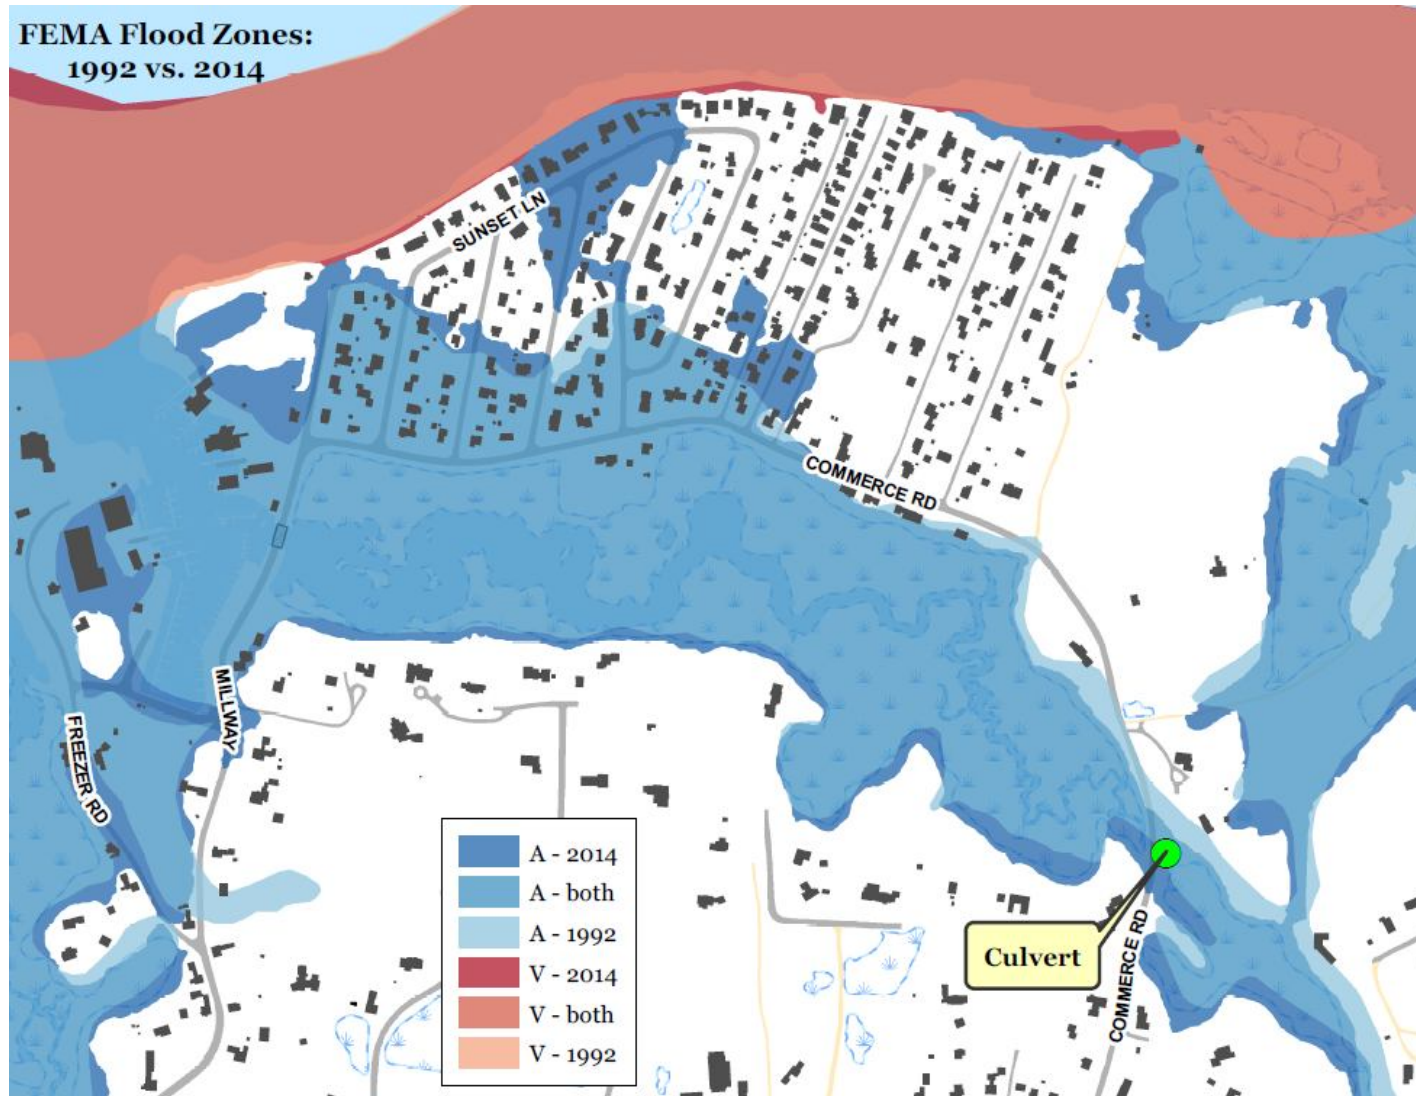 FEMA Flood Zones:
1992 vs. 2014
SUNSET LN
COMMERCE RD
MILLWAY
FREEZER RD
A - 2014
A - both
A - 1992
V - 2014
V - both
V - 1992
Culvert
COMMERCE RD